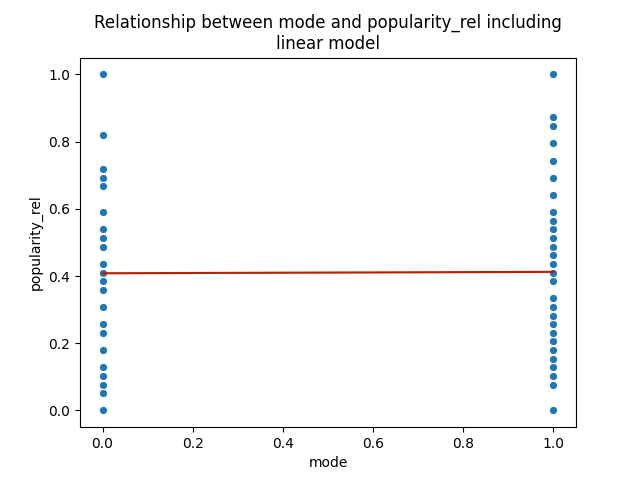 Relationship between mode and popularity_rel including
linear model
1.0
0.8
0.6
0.4
0.2
0.0
popularity_rel
0.0 0.2 0.4 0.6 0.8 1.0
mode